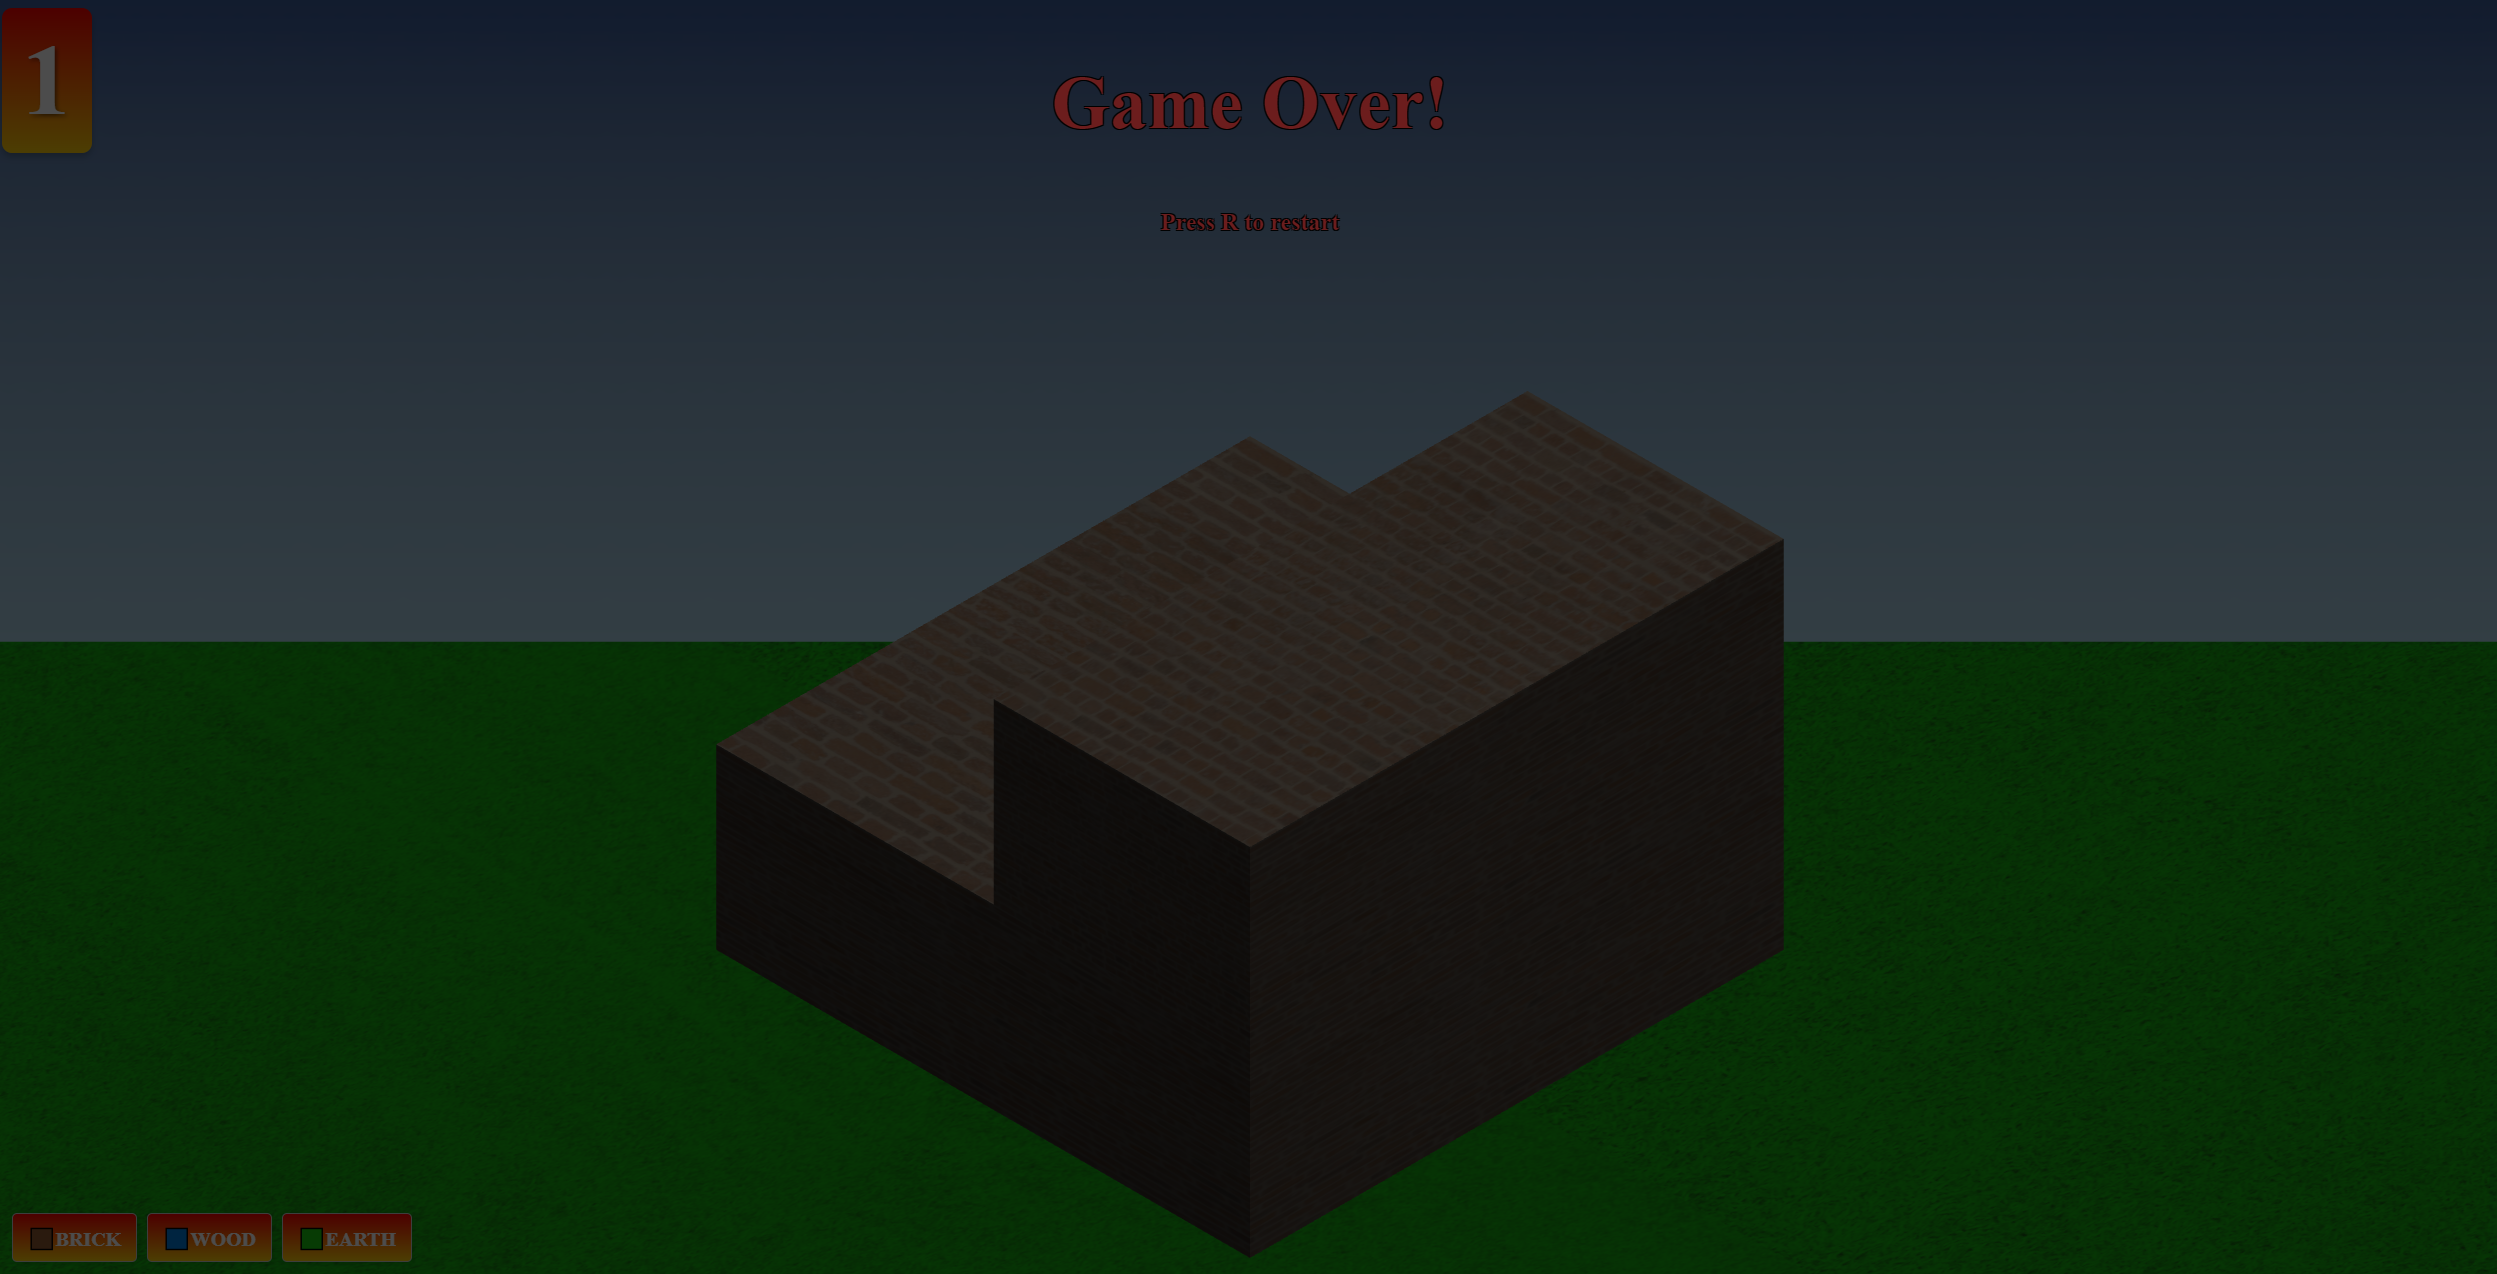 1
Game Over!
Press R to restart
BRICK
WOOD
EARTH